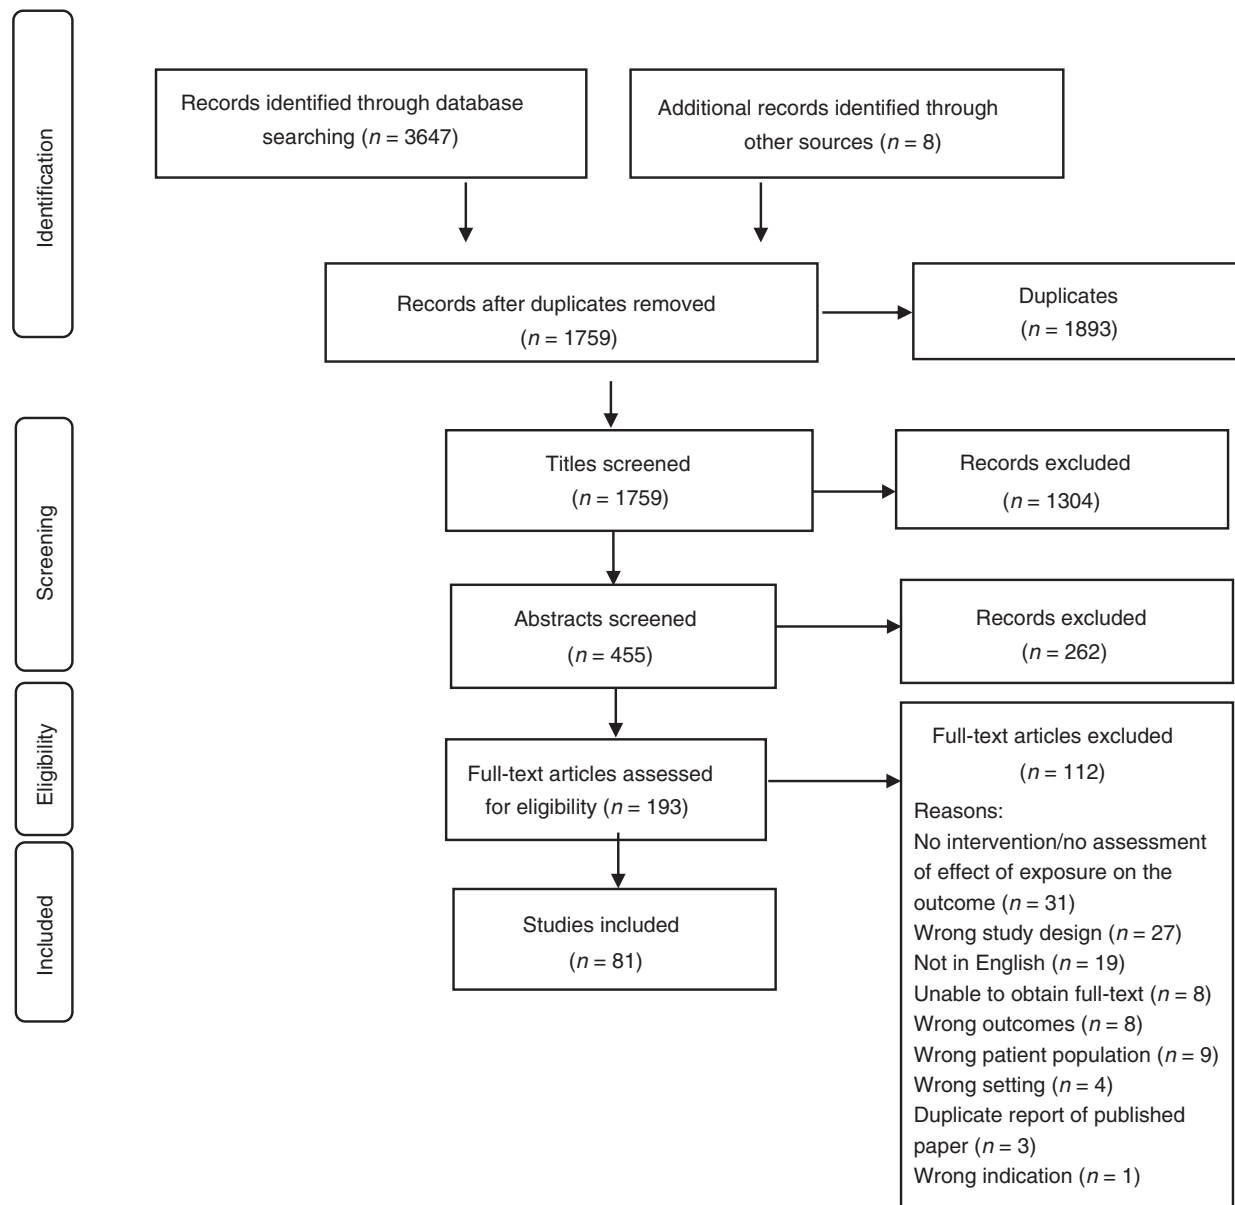 Identification
Records identified through database
searching (n = 3647)
Additional records identified through
other sources (n = 8)
Records after duplicates removed
(n = 1759)
Duplicates
(n = 1893)
Screening
Titles screened
(n = 1759)
Records excluded
(n = 1304)
Abstracts screened
(n = 455)
Records excluded
(n = 262)
Eligibility
Full-text articles assessed
for eligibility (n = 193)
Full-text articles excluded
(n = 112)
Reasons:
No intervention/no assessment
of effect of exposure on the
outcome (n = 31)
Wrong study design (n = 27)
Not in English (n = 19)
Unable to obtain full-text (n = 8)
Wrong outcomes (n = 8)
Wrong patient population (n = 9)
Wrong setting (n = 4)
Duplicate report of published
paper (n = 3)
Wrong indication (n = 1)
Included
Studies included
(n = 81)